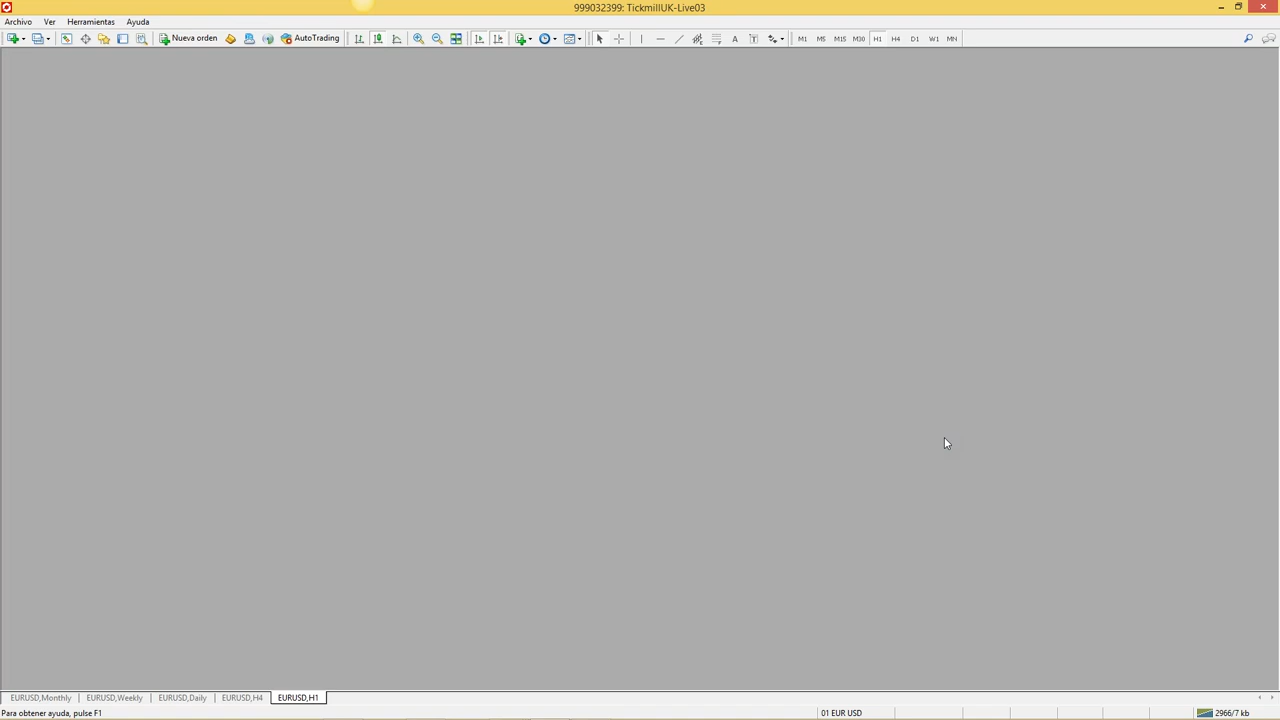 999032399: TickmillUK-Live03
Archivo Ver Herramientas Ayuda
Nueva orden AutoTrading A T M1 M5 M15 M30 H1 H4 D1 W1 MN
EURUSD,Monthly EURUSD,Weekly EURUSD,Daily EURUSD,H4 EURUSD,H1
Para obtener ayuda, pulse F1 01 EUR USD 2966/7 kb